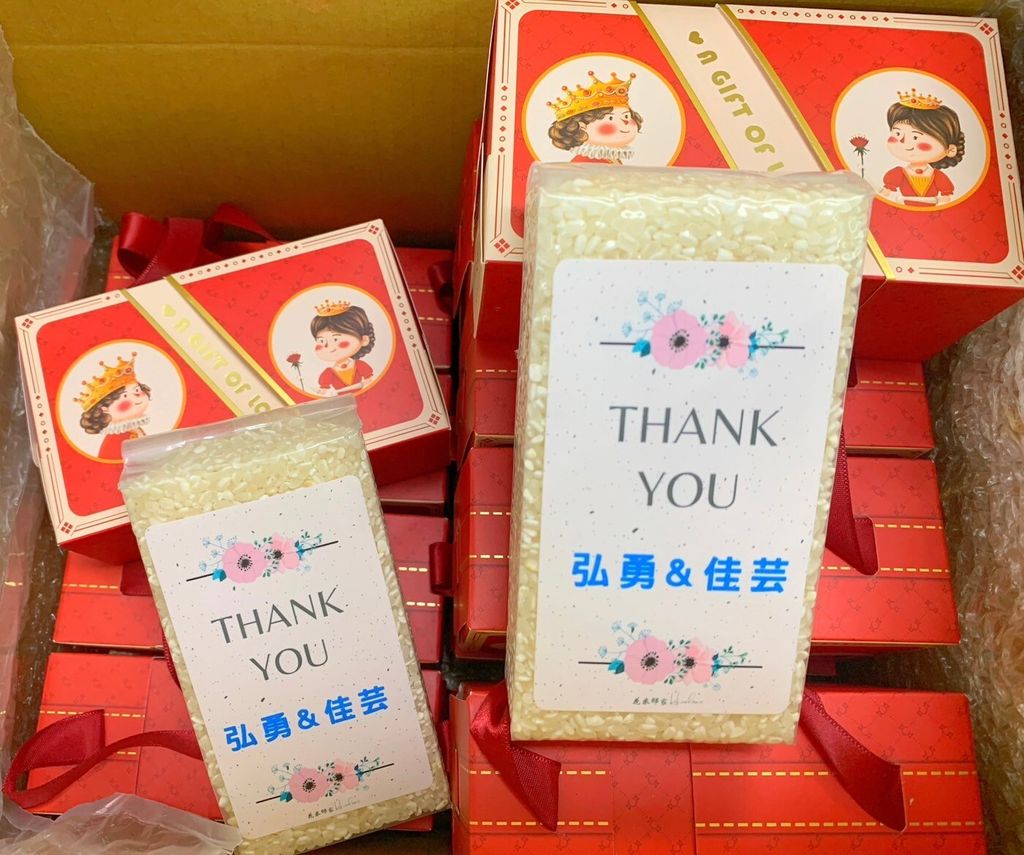 A GIFT OF L
A GIFT OF LO
THANK
YOU
弘勇&佳芸
THANK
YOU
弘勇&佳芸